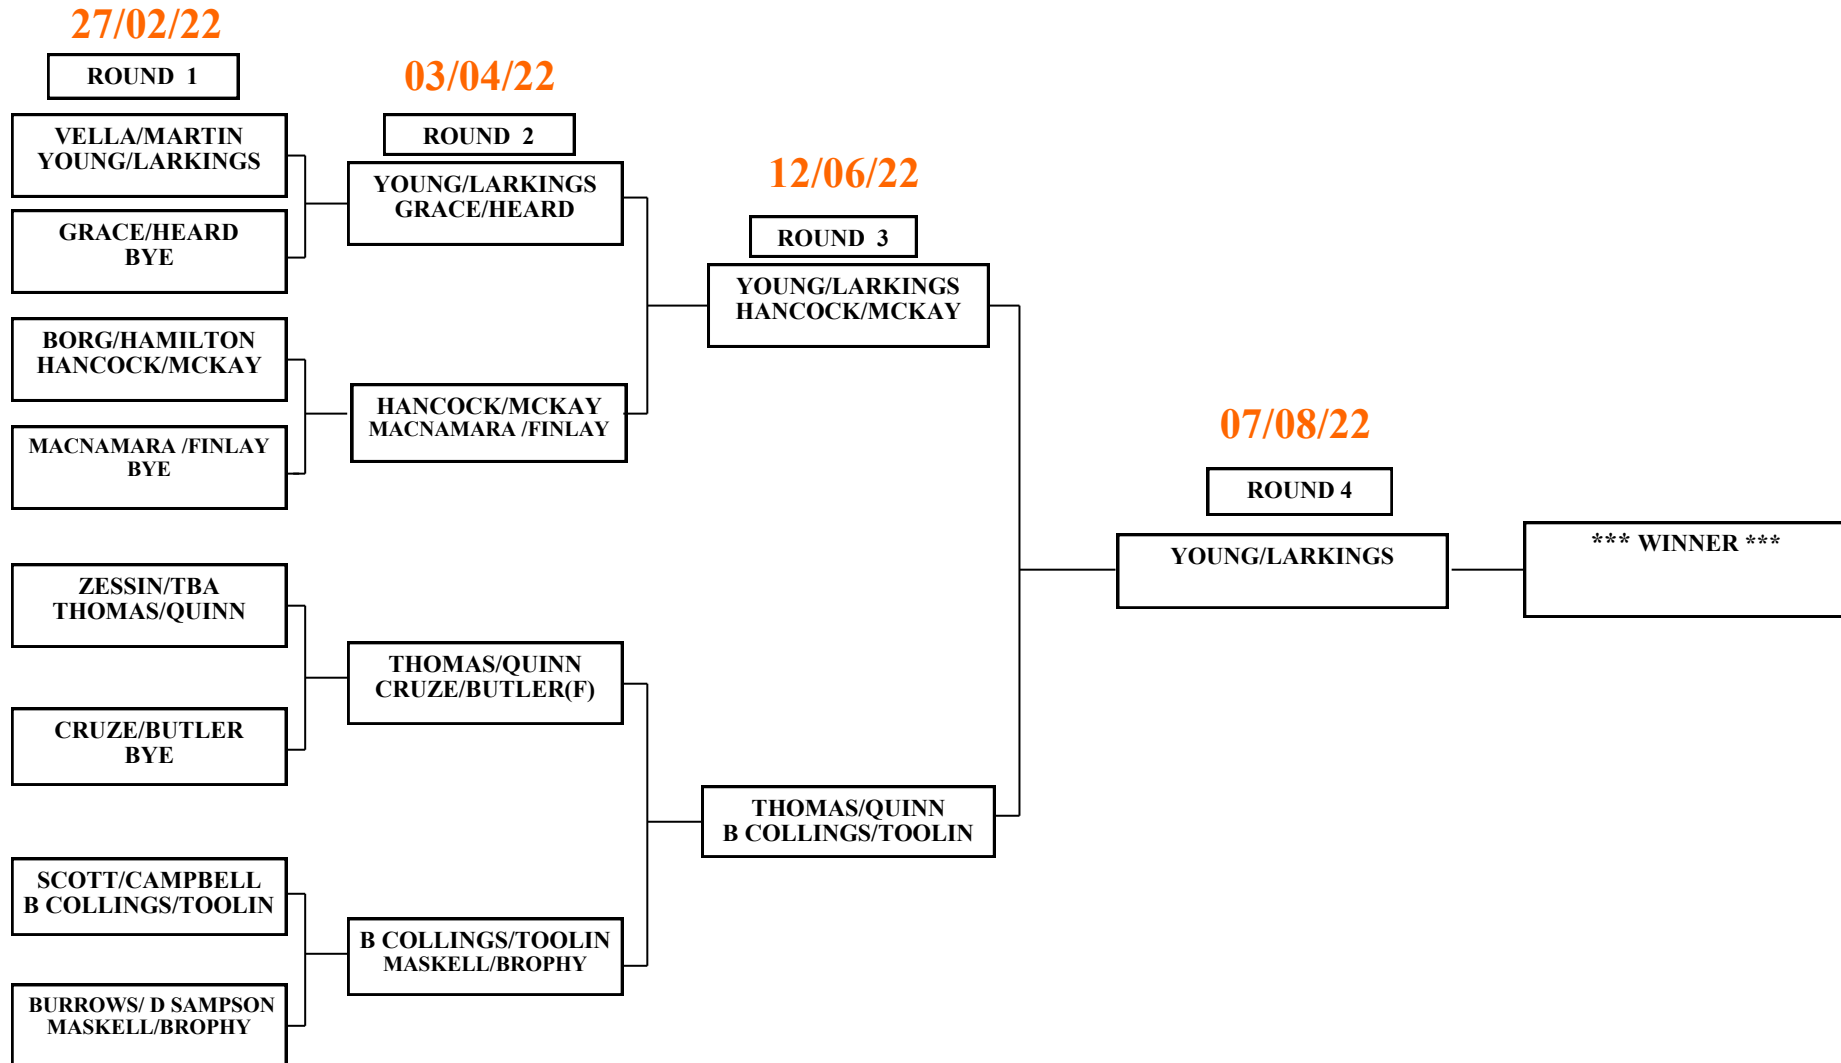 27/02/22
ROUND 1
VELLA/MARTIN
YOUNG/LARKINGS
GRACE/HEARD
BYE
BORG/HAMILTON
HANCOCK/MCKAY
MACNAMARA /FINLAY
BYE
ZESSIN/TBA
THOMAS/QUINN
CRUZE/BUTLER
BYE
SCOTT/CAMPBELL
B COLLINGS/TOOLIN
BURROWS/ D SAMPSON
MASKELL/BROPHY
03/04/22
ROUND 2
YOUNG/LARKINGS
GRACE/HEARD
HANCOCK/MCKAY
MACNAMARA /FINLAY
THOMAS/QUINN
CRUZE/BUTLER(F)
B COLLINGS/TOOLIN
MASKELL/BROPHY
12/06/22
ROUND 3
YOUNG/LARKINGS
HANCOCK/MCKAY
THOMAS/QUINN
B COLLINGS/TOOLIN
07/08/22
ROUND 4
YOUNG/LARKINGS
*** WINNER ***